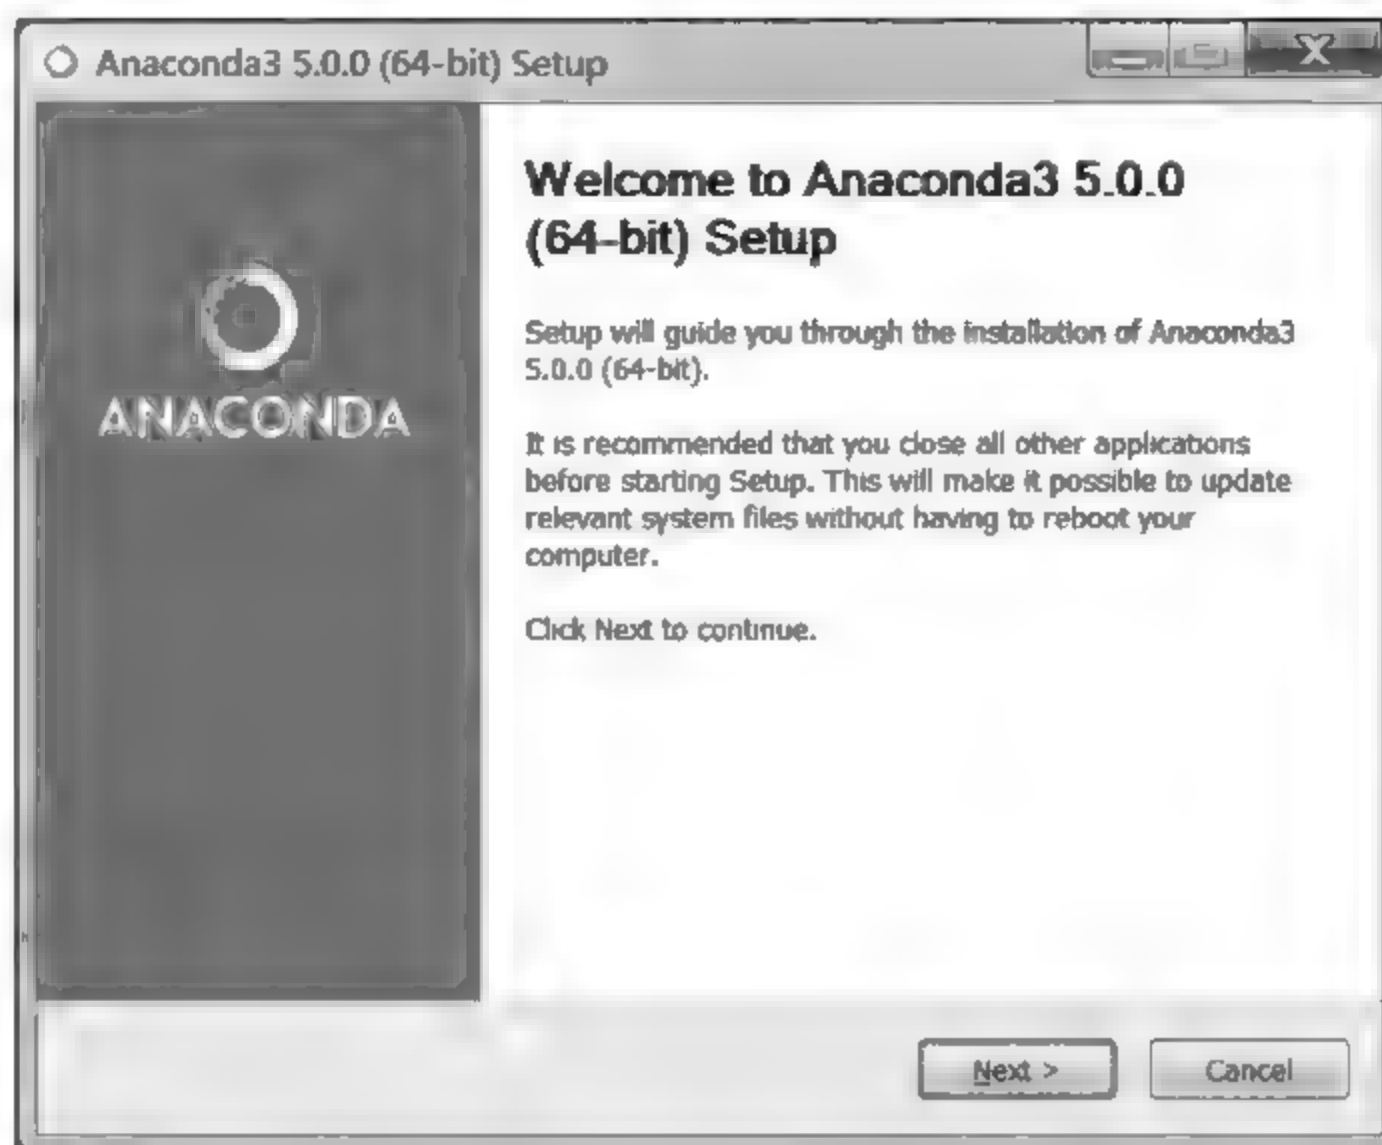 Anaconda3 5.0.0 (64-bit) Setup
Welcome to Anaconda3 5.0.0
(64-bit) Setup
Setup will guide you through the installation of Anaconda3
5.0.0 (64-bit).
It is recommended that you close all other applications
before starting Setup. This will make it possible to update
relevant system files without having to reboot your
computer.
Click Next to continue.
ANACONDA
Next >
Cancel